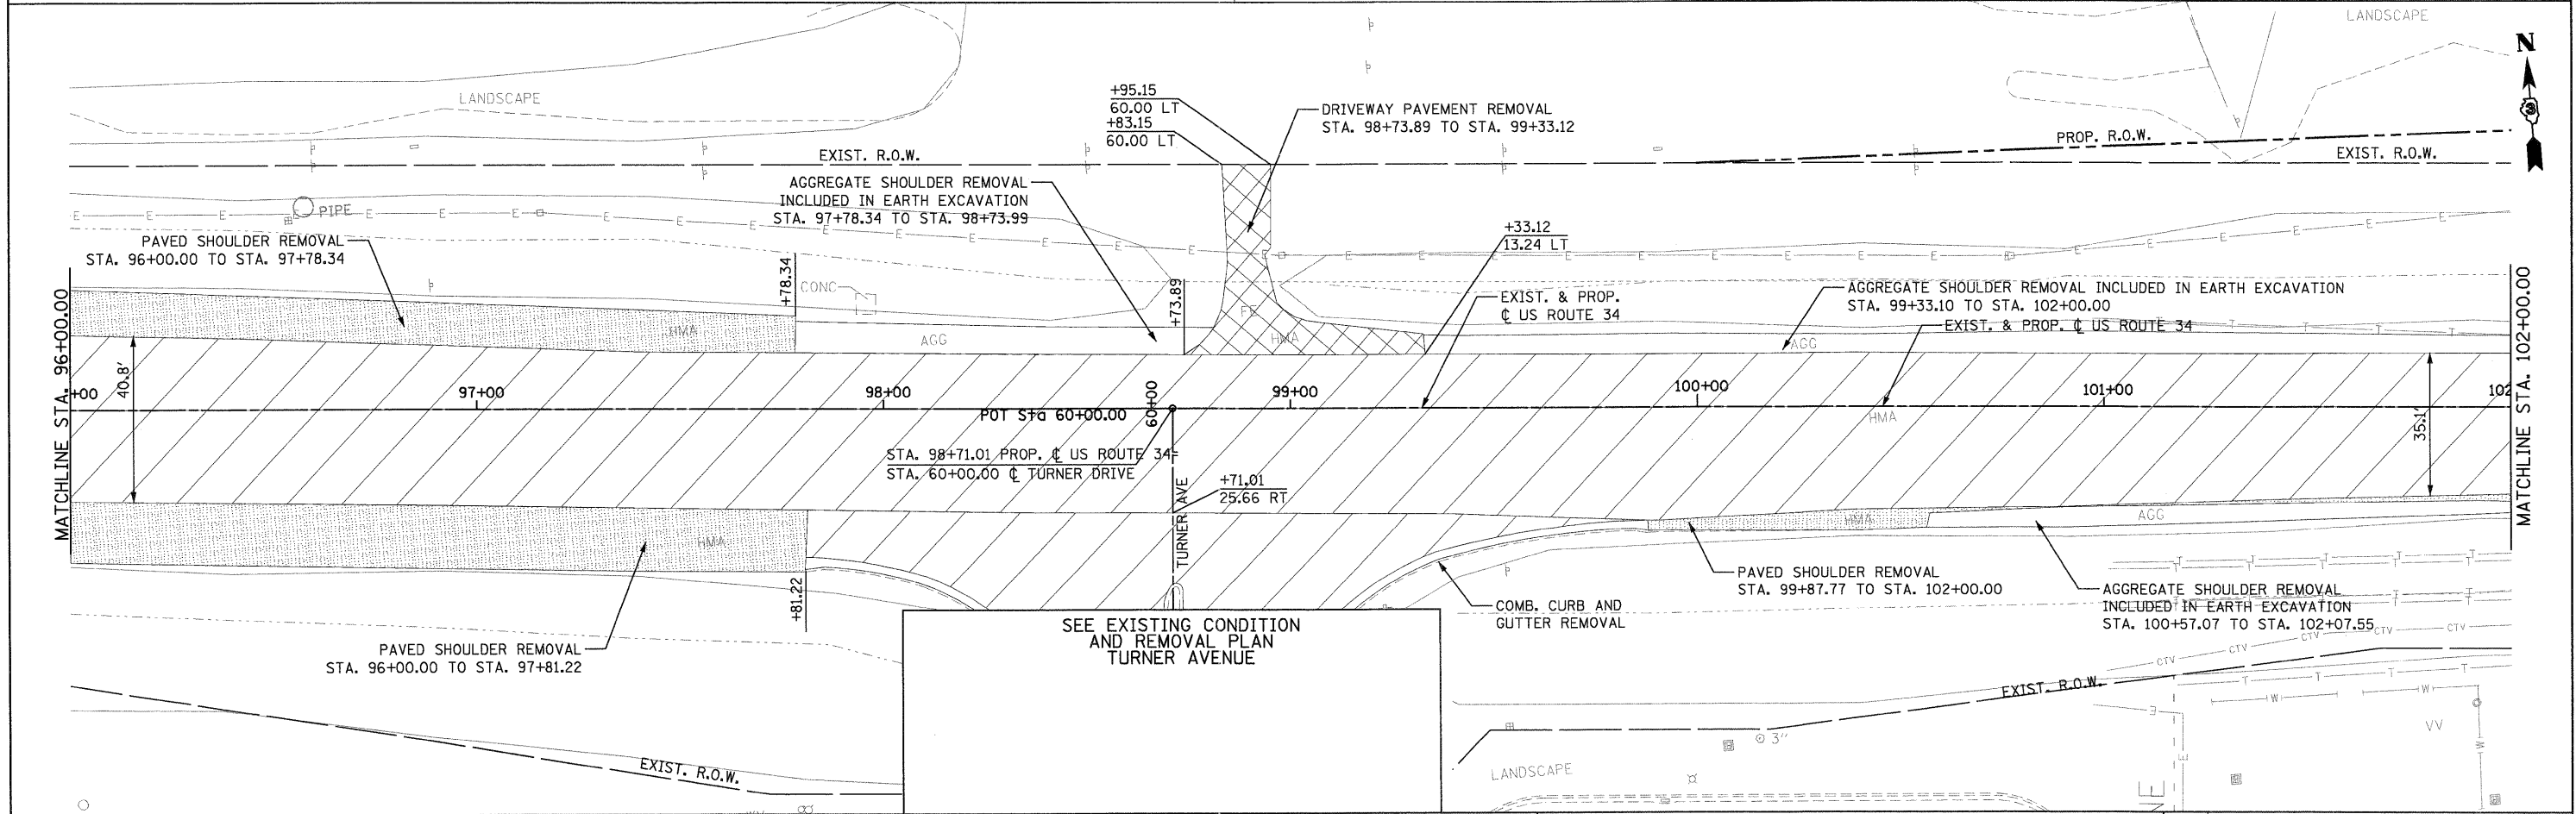 LANDSCAPE
N
LANDSCAPE
+95.15
60.00 LT
+83.15
60.00 LT
DRIVEWAY PAVEMENT REMOVAL
STA. 98+73.89 TO STA. 99+33.12
PROP. R.O.W.
EXIST. R.O.W.
EXIST. R.O.W.
AGGREGATE SHOULDER REMOVAL
INCLUDED IN EARTH EXCAVATION
STA. 97+78.34 TO STA. 98+73.99
PIPE
PAVED SHOULDER REMOVAL
STA. 96+00.00 TO STA. 97+78.34
+33.12
13.24 LT
+78.34
CONC
+73.89
EXIST. & PROP.
℄ US ROUTE 34
AGGREGATE SHOULDER REMOVAL INCLUDED IN EARTH EXCAVATION
STA. 99+33.10 TO STA. 102+00.00
EXIST. & PROP. ℄ US ROUTE 34
MATCHLINE STA. 96+00.00
MATCHLINE STA. 102+00.00
HMA
AGG
HMA
AGG
40.8'
+00
97+00
98+00
60+00
99+00
100+00
101+00
102
POT Sta 60+00.00
HMA
35.1'
STA. 98+71.01 PROP. ℄ US ROUTE 34=
STA. 60+00.00 ℄ TURNER DRIVE
+71.01
25.66 RT
TURNER AVE
HMA
HMA
AGG
+81.22
PAVED SHOULDER REMOVAL
STA. 99+87.77 TO STA. 102+00.00
COMB. CURB AND
GUTTER REMOVAL
AGGREGATE SHOULDER REMOVAL
INCLUDED IN EARTH EXCAVATION
STA. 100+57.07 TO STA. 102+07.55
PAVED SHOULDER REMOVAL
STA. 96+00.00 TO STA. 97+81.22
SEE EXISTING CONDITION
AND REMOVAL PLAN
TURNER AVENUE
CTV CTV CTV CTV CTV
EXIST. R.O.W.
EXIST. R.O.W.
VV
3"
LANDSCAPE